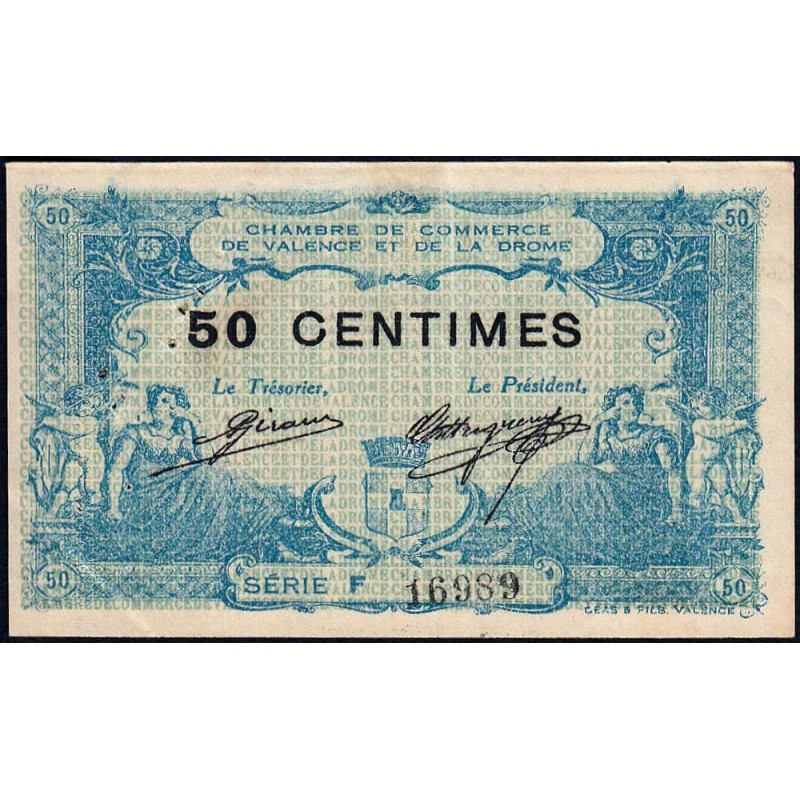 50 50
CHAMBRE DE COMMERCE
DE VALENCE ET DE LA DROME
50 CENTIMES
Le Trésorier, Le Président,
Giraud
50 SÉRIE F 16989 50
GÉAS & FILS, VALENCE